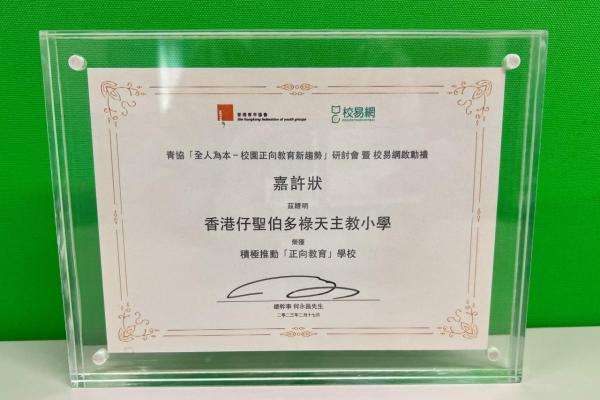 香港青年協會
the hongkong federation of youth groups
校易網
青協「全人為本－校園正向教育新趨勢」研討會 暨 校易網啟動禮
嘉許狀
茲證明
香港仔聖伯多祿天主教小學
榮獲
積極推動「正向教育」學校
總幹事 何永昌先生
二零二三年二月十七日